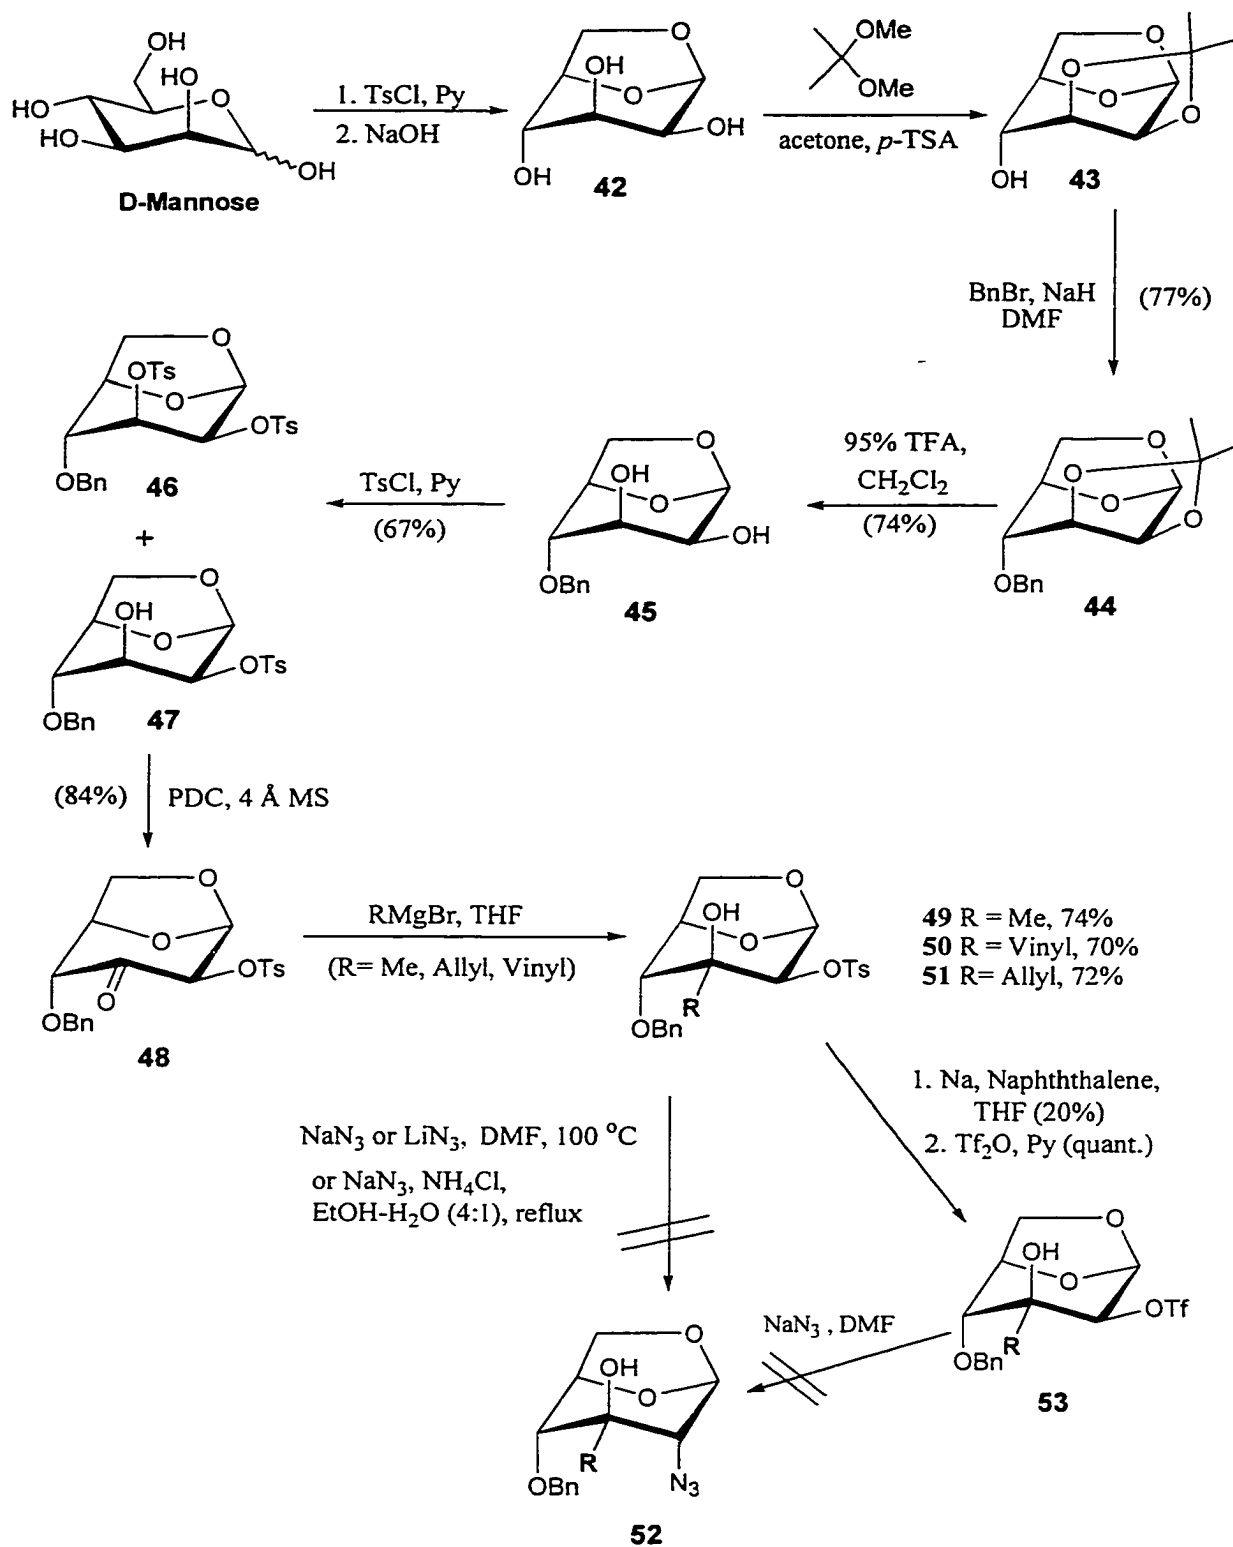 OH
OH
HO
HO
O
OH
D-Mannose
1. TsCl, Py
2. NaOH
O
OH
O
OH
OH
42
OMe
OMe
acetone, p-TSA
O
O
O
O
OH
43
BnBr, NaH
DMF
(77%)
O
O
O
O
OBn
44
95% TFA,
CH2Cl2
(74%)
O
OH
O
OH
OBn
45
TsCl, Py
(67%)
O
OTs
O
OTs
OBn
46
+
O
OH
O
OTs
OBn
47
(84%)
PDC, 4 Å MS
O
O
OTs
O
OBn
48
RMgBr, THF
(R= Me, Allyl, Vinyl)
O
OH
O
OTs
R
OBn
49 R = Me, 74%
50 R = Vinyl, 70%
51 R= Allyl, 72%
1. Na, Naphththalene,
THF (20%)
2. Tf2O, Py (quant.)
NaN3 or LiN3, DMF, 100 °C
or NaN3, NH4Cl,
EtOH-H2O (4:1), reflux
O
OH
O
OTf
R
OBn
53
NaN3 , DMF
O
OH
O
R
OBn
N3
52